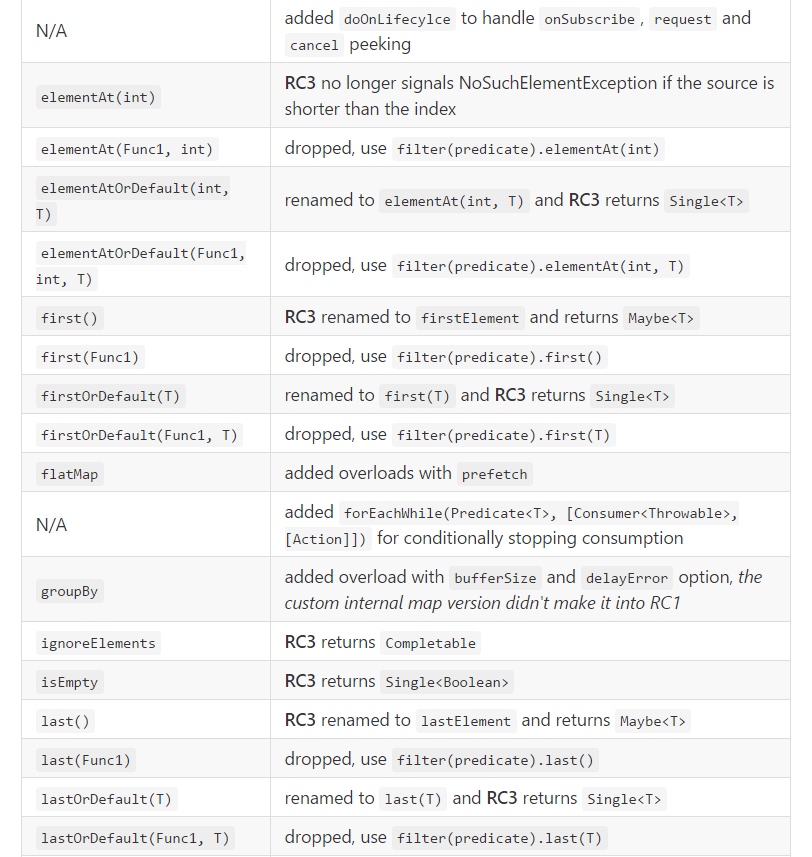 N/A
added doOnLifecylce to handle onSubscribe, request and
cancel peeking
elementAt(int)
RC3 no longer signals NoSuchElementException if the source is
shorter than the index
elementAt(Func1, int)
dropped, use filter(predicate).elementAt(int)
elementAtOrDefault(int,
T)
renamed to elementAt(int, T) and RC3 returns Single<T>
elementAtOrDefault(Func1,
int, T)
dropped, use filter(predicate).elementAt(int, T)
first()
RC3 renamed to firstElement and returns Maybe<T>
first(Func1)
dropped, use filter(predicate).first()
firstOrDefault(T)
renamed to first(T) and RC3 returns Single<T>
firstOrDefault(Func1, T)
dropped, use filter(predicate).first(T)
flatMap
added overloads with prefetch
N/A
added forEachWhile(Predicate<T>, [Consumer<Throwable>,
[Action]]) for conditionally stopping consumption
groupBy
added overload with bufferSize and delayError option, the
custom internal map version didn't make it into RC1
ignoreElements
RC3 returns Completable
isEmpty
RC3 returns Single<Boolean>
last()
RC3 renamed to lastElement and returns Maybe<T>
last(Func1)
dropped, use filter(predicate).last()
lastOrDefault(T)
renamed to last(T) and RC3 returns Single<T>
lastOrDefault(Func1, T)
dropped, use filter(predicate).last(T)